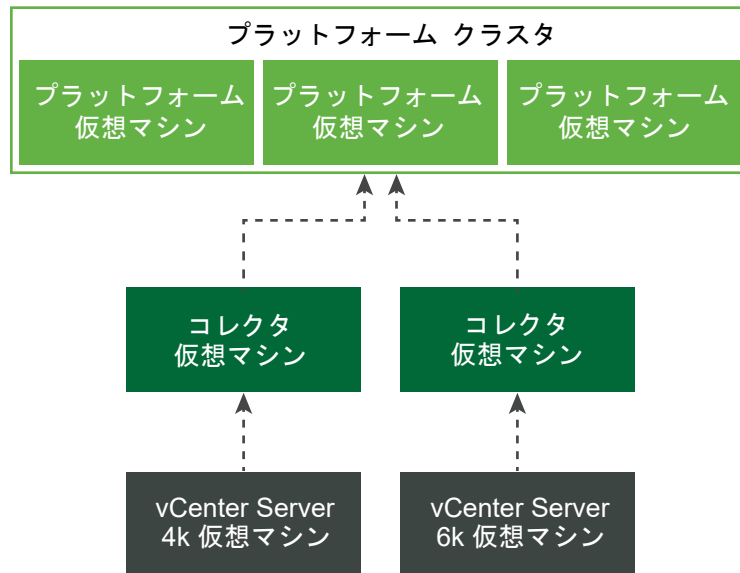 プラットフォーム クラスタ
プラットフォーム
仮想マシン
プラットフォーム
仮想マシン
プラットフォーム
仮想マシン
コレクタ
仮想マシン
コレクタ
仮想マシン
vCenter Server
4k 仮想マシン
vCenter Server
6k 仮想マシン